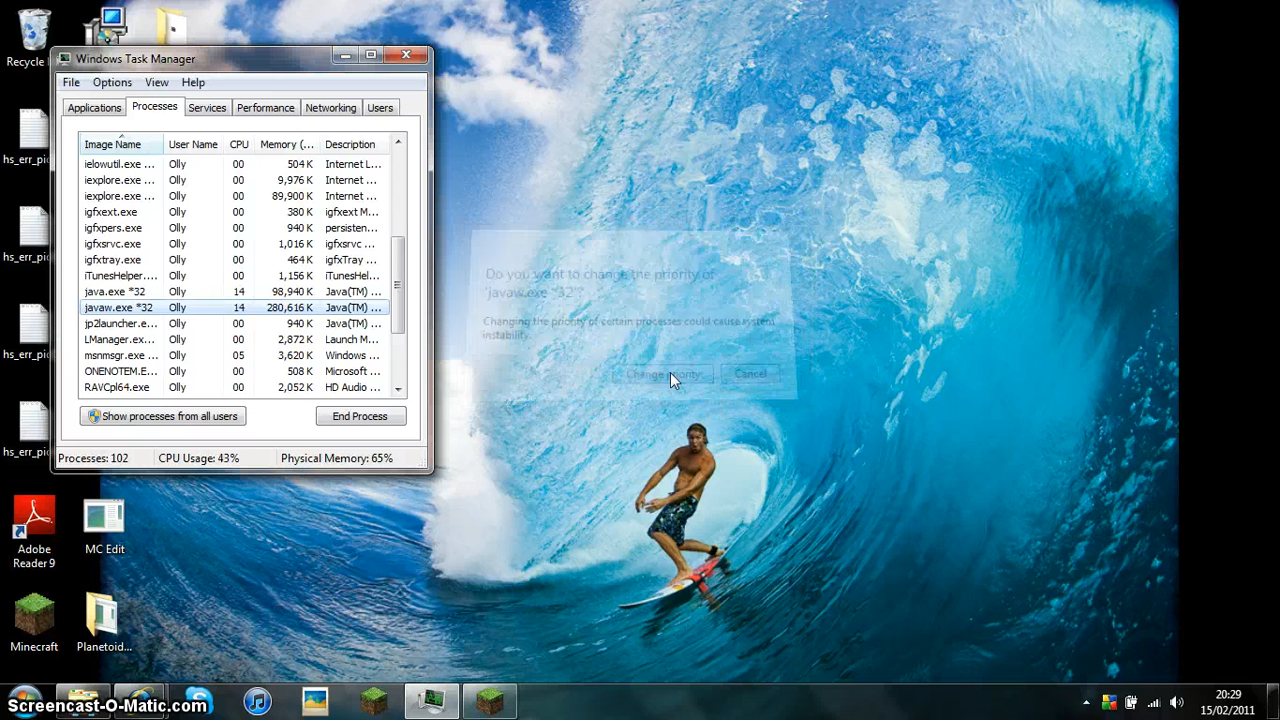 Recycle
hs_err_pic
hs_err_pic
hs_err_pic
hs_err_pic
Adobe
Reader 9
MC Edit
Minecraft
Planetoid...
Windows Task Manager
File Options View Help
Applications Processes Services Performance Networking Users
Image Name User Name CPU Memory (... Description
ielowutil.exe ... Olly 00 504 K Internet L...
iexplore.exe ... Olly 00 9,976 K Internet ...
iexplore.exe ... Olly 00 89,900 K Internet ...
igfxext.exe Olly 00 380 K igfxext M...
igfxpers.exe Olly 00 940 K persisten...
igfxsrvc.exe Olly 00 1,016 K igfxsrvc ...
igfxtray.exe Olly 00 464 K igfxTray ...
iTunesHelper.... Olly 00 1,156 K iTunesHel...
java.exe *32 Olly 14 98,940 K Java(TM) ...
javaw.exe *32 Olly 14 280,616 K Java(TM) ...
jp2launcher.e... Olly 00 940 K Java(TM) ...
LManager.ex... Olly 00 2,872 K Launch M...
msnmsgr.exe ... Olly 05 3,620 K Windows ...
ONENOTEM.E... Olly 00 508 K Microsoft ...
RAVCpl64.exe Olly 00 2,052 K HD Audio ...
Show processes from all users End Process
Processes: 102 CPU Usage: 43% Physical Memory: 65%
Do you want to change the priority of
'javaw.exe *32'?
Changing the priority of certain processes could cause system
instability.
Change priority Cancel
20:29
15/02/2011
Screencast-O-Matic.com